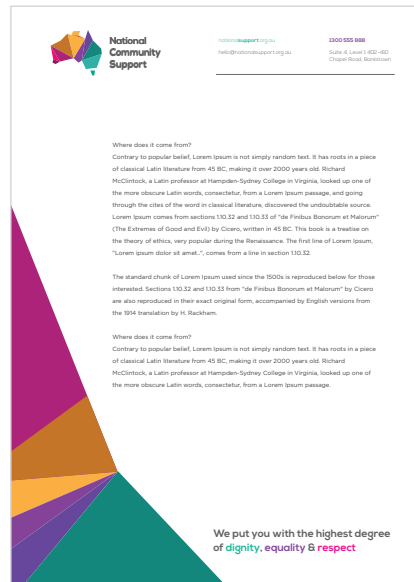 National
Community
Support
nationalsupport.org.au
hello@nationalsupport.org.au
1300 555 988
Suite 4, Level 1 402-410
Chapel Road, Bankstown
Where does it come from?
Contrary to popular belief, Lorem Ipsum is not simply random text. It has roots in a piece
of classical Latin literature from 45 BC, making it over 2000 years old. Richard
McClintock, a Latin professor at Hampden-Sydney College in Virginia, looked up one of
the more obscure Latin words, consectetur, from a Lorem Ipsum passage, and going
through the cites of the word in classical literature, discovered the undoubtable source.
Lorem Ipsum comes from sections 1.10.32 and 1.10.33 of "de Finibus Bonorum et Malorum"
(The Extremes of Good and Evil) by Cicero, written in 45 BC. This book is a treatise on
the theory of ethics, very popular during the Renaissance. The first line of Lorem Ipsum,
"Lorem ipsum dolor sit amet..", comes from a line in section 1.10.32.
The standard chunk of Lorem Ipsum used since the 1500s is reproduced below for those
interested. Sections 1.10.32 and 1.10.33 from "de Finibus Bonorum et Malorum" by Cicero
are also reproduced in their exact original form, accompanied by English versions from
the 1914 translation by H. Rackham.
Where does it come from?
Contrary to popular belief, Lorem Ipsum is not simply random text. It has roots in a piece
of classical Latin literature from 45 BC, making it over 2000 years old. Richard
McClintock, a Latin professor at Hampden-Sydney College in Virginia, looked up one of
the more obscure Latin words, consectetur, from a Lorem Ipsum passage.
We put you with the highest degree
of dignity, equality & respect